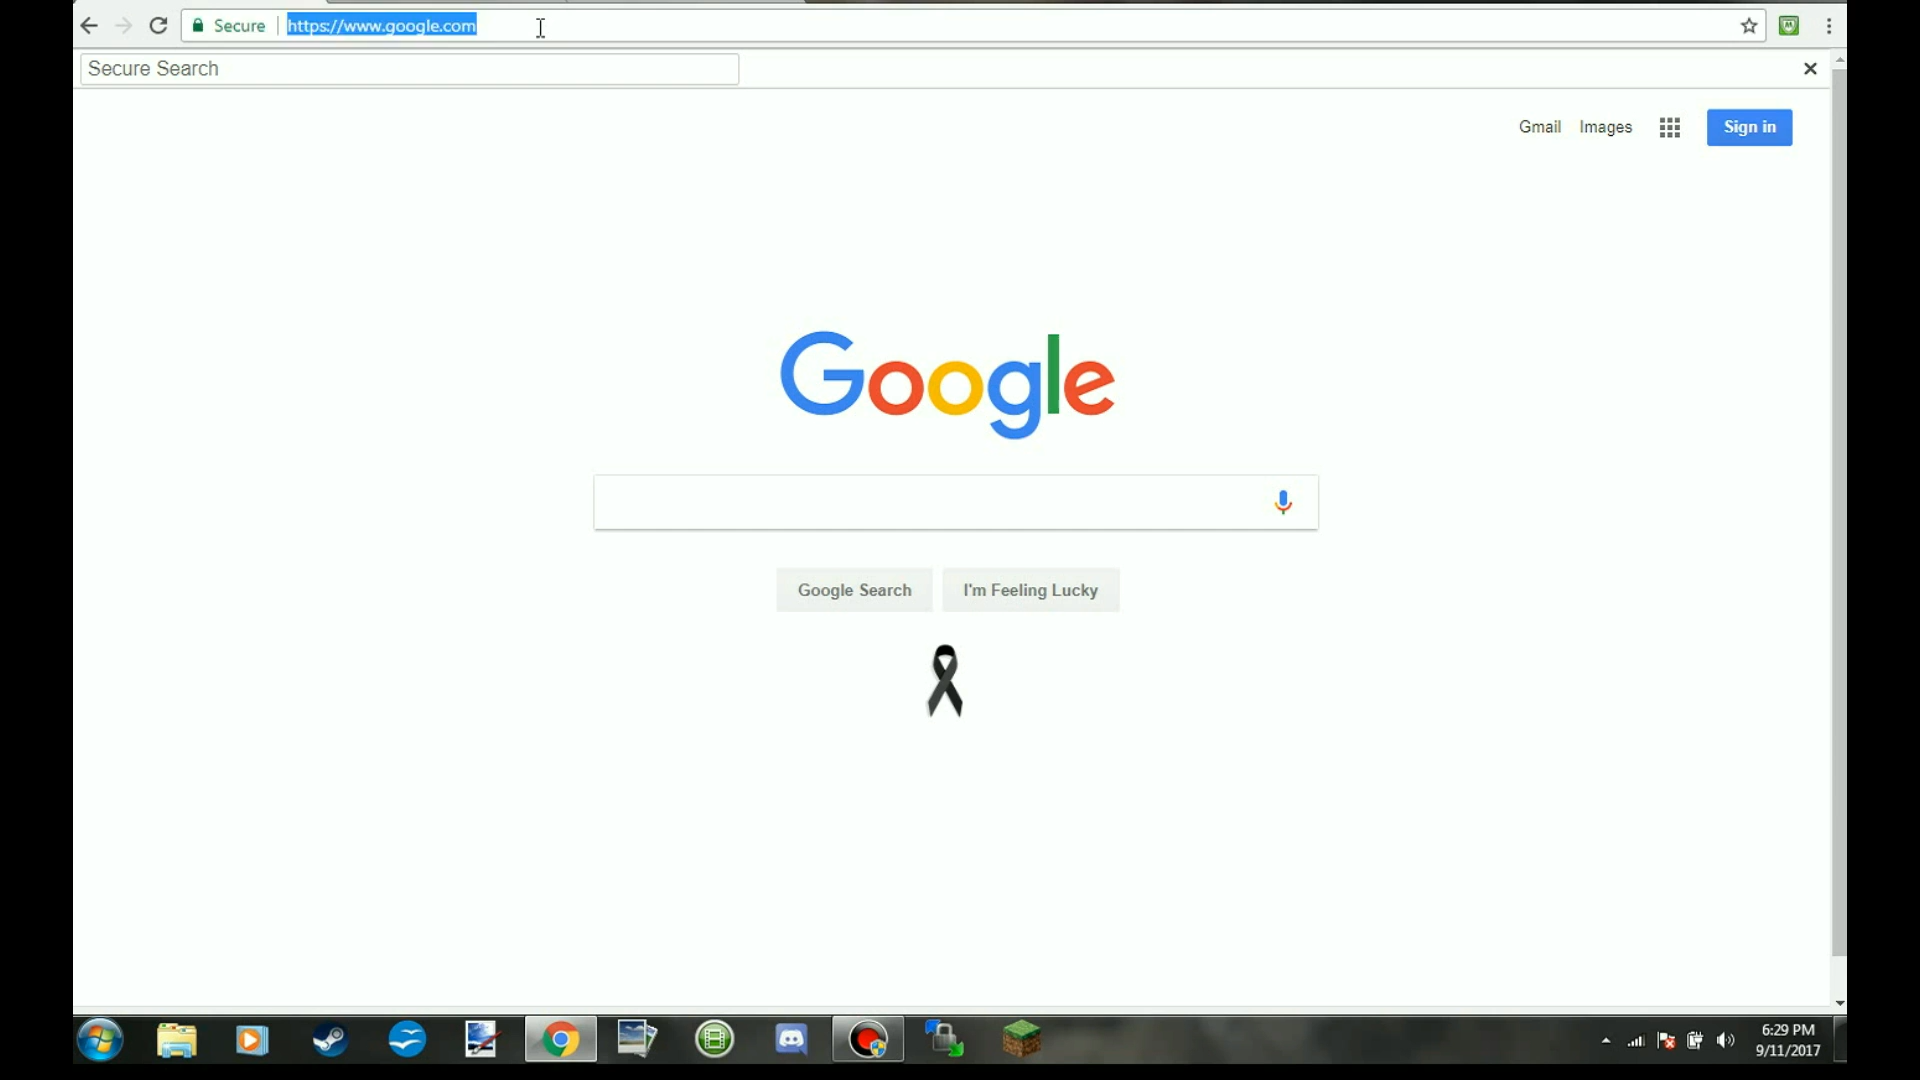 Secure https://www.google.com
Secure Search
Gmail Images Sign in
Google
Google Search I'm Feeling Lucky
6:29 PM
9/11/2017